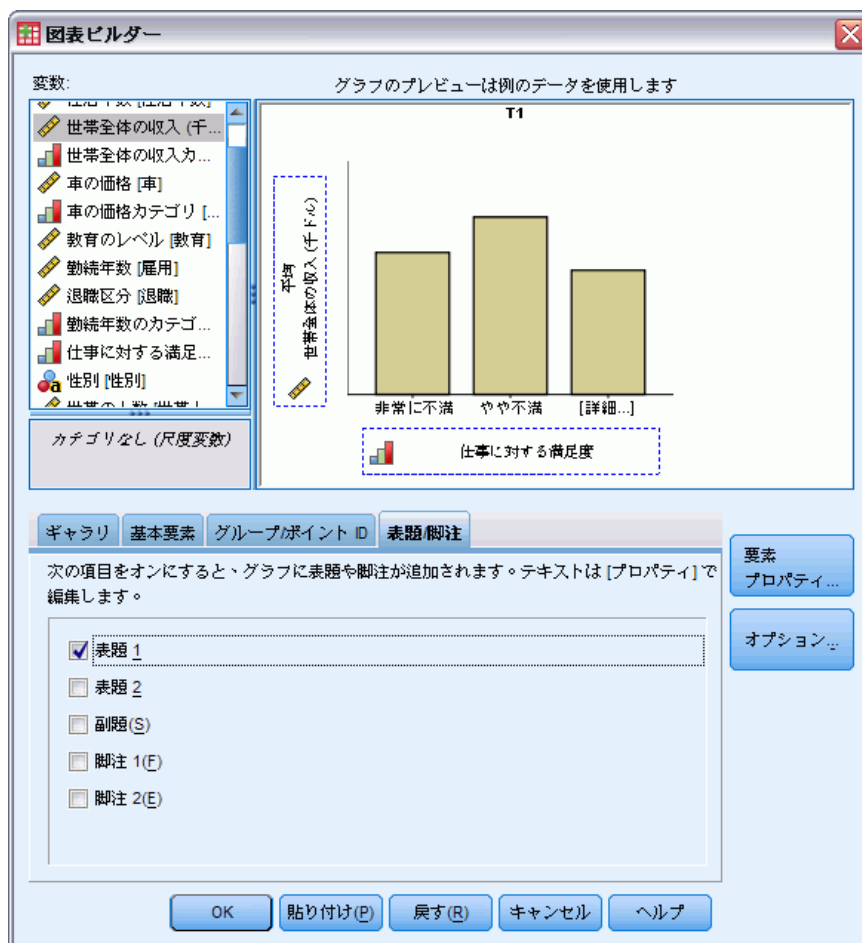 図表ビルダー
変数:
グラフのプレビューは例のデータを使用します
世帯全体の収入 (千...
世帯全体の収入カ...
車の価格 [車]
車の価格カテゴリ [...
教育のレベル [教育]
勤続年数 [雇用]
退職区分 [退職]
勤続年数のカテゴ...
仕事に対する満足...
性別 [性別]
カテゴリなし (尺度変数)
T1
平均
世帯全体の収入 (千ドル)
非常に不満
やや不満
[詳細...]
仕事に対する満足度
ギャラリ
基本要素
グループ/ポイント ID
表題/脚注
次の項目をオンにすると、グラフに表題や脚注が追加されます。テキストは [プロパティ] で
編集します。
表題 1
表題 2
副題(S)
脚注 1(F)
脚注 2(E)
要素
プロパティ...
オプション...
OK
貼り付け(P)
戻す(R)
キャンセル
ヘルプ